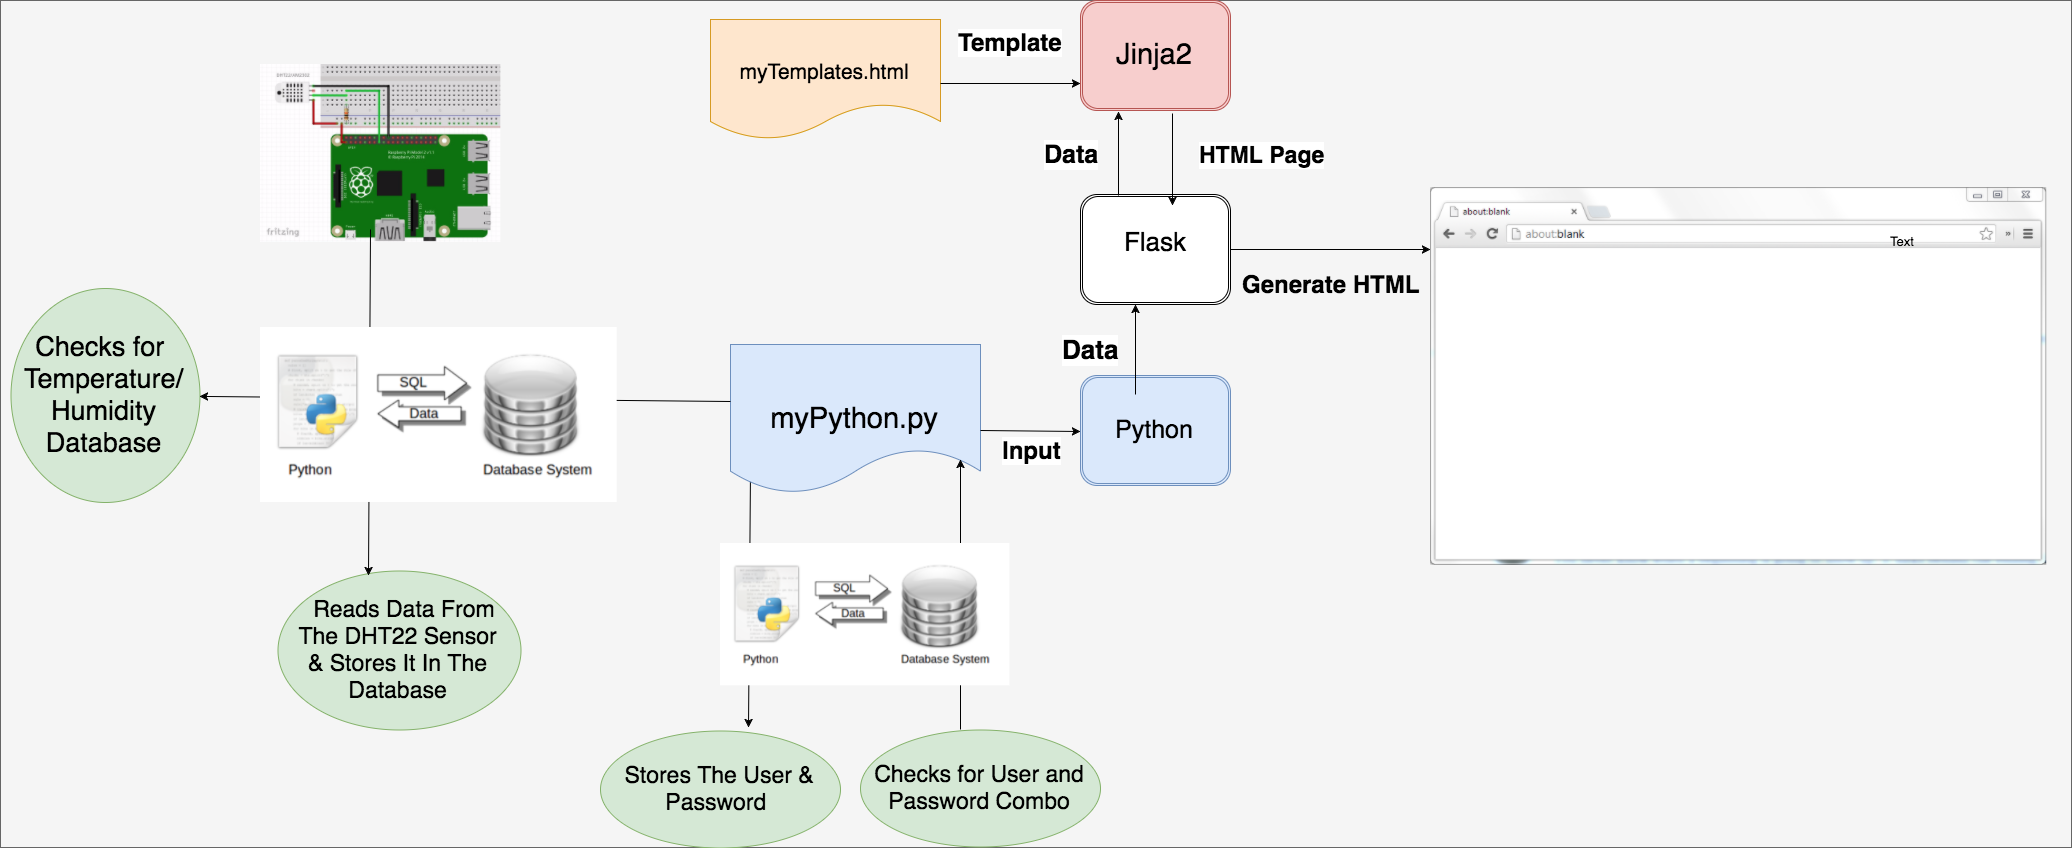 Template
myTemplates.html
Jinja2
Data
HTML Page
fritzing
Flask
Generate HTML
about:blank
about:blank
Text
Checks for
Temperature/
Humidity
Database
SQL
Data
Python
Database System
myPython.py
Data
Input
Python
Reads Data From
The DHT22 Sensor
& Stores It In The
Database
SQL
Data
Python
Database System
Stores The User &
Password
Checks for User and
Password Combo